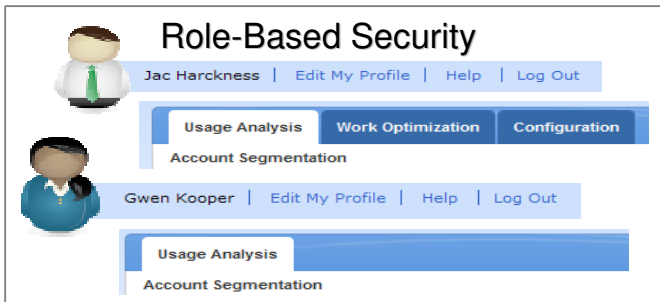 Role-Based Security
Jac Harckness | Edit My Profile | Help | Log Out
Usage Analysis Work Optimization Configuration
Account Segmentation
Gwen Kooper | Edit My Profile | Help | Log Out
Usage Analysis
Account Segmentation